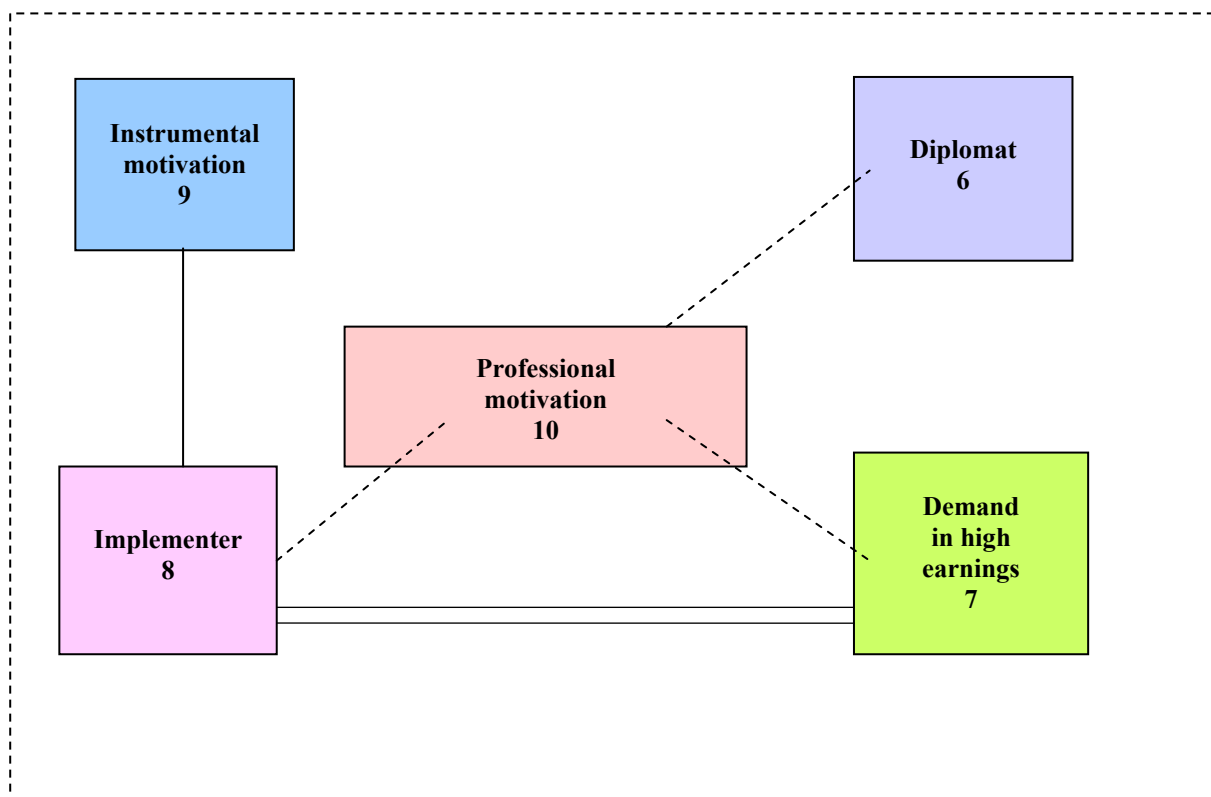 Instrumental
motivation
9
Diplomat
6
Professional
motivation
10
Implementer
8
Demand
in high
earnings
7